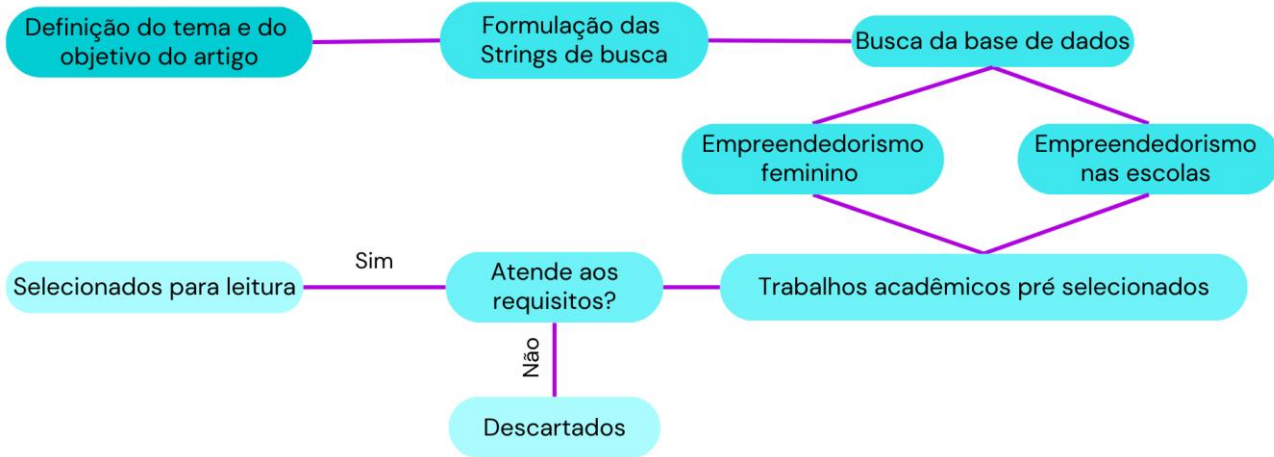 Definição do tema e do
objetivo do artigo
Formulação das
Strings de busca
Busca da base de dados
Empreendedorismo
feminino
Empreendedorismo
nas escolas
Trabalhos acadêmicos pré selecionados
Atende aos
requisitos?
Sim
Selecionados para leitura
Não
Descartados